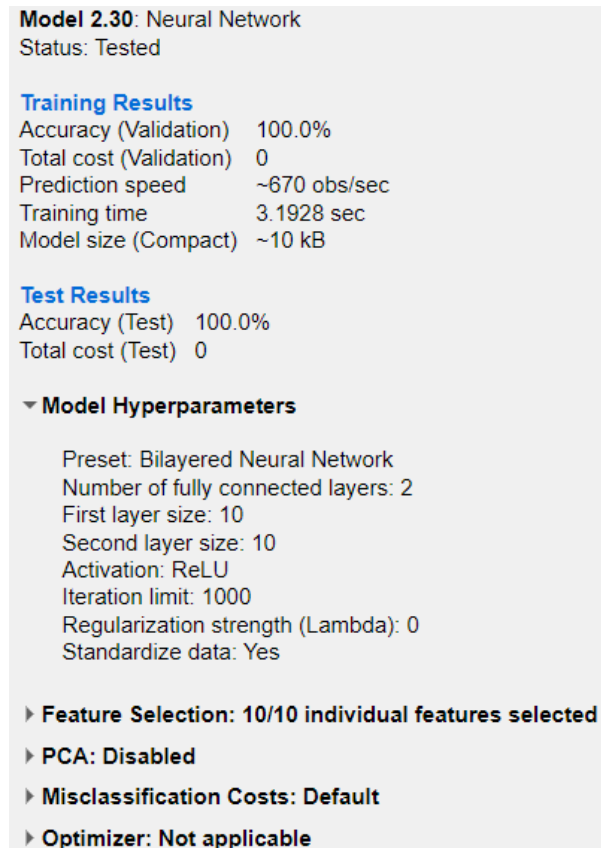 Model 2.30: Neural Network
Status: Tested
Training Results
Accuracy (Validation) 100.0%
Total cost (Validation) 0
Prediction speed ~670 obs/sec
Training time 3.1928 sec
Model size (Compact) ~10 kB
Test Results
Accuracy (Test) 100.0%
Total cost (Test) 0
Model Hyperparameters
Preset: Bilayered Neural Network
Number of fully connected layers: 2
First layer size: 10
Second layer size: 10
Activation: ReLU
Iteration limit: 1000
Regularization strength (Lambda): 0
Standardize data: Yes
Feature Selection: 10/10 individual features selected
PCA: Disabled
Misclassification Costs: Default
Optimizer: Not applicable